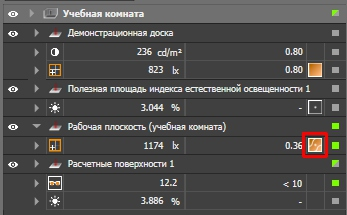 Учебная комната
Демонстрационная доска
236 cd/m² 0.80
823 lx 0.80
Полезная площадь индекса естественной освещенности 1
3.044 % -
Рабочая плоскость (учебная комната)
1174 lx 0.36
Расчетные поверхности 1
12.2 < 10
3.886 % -